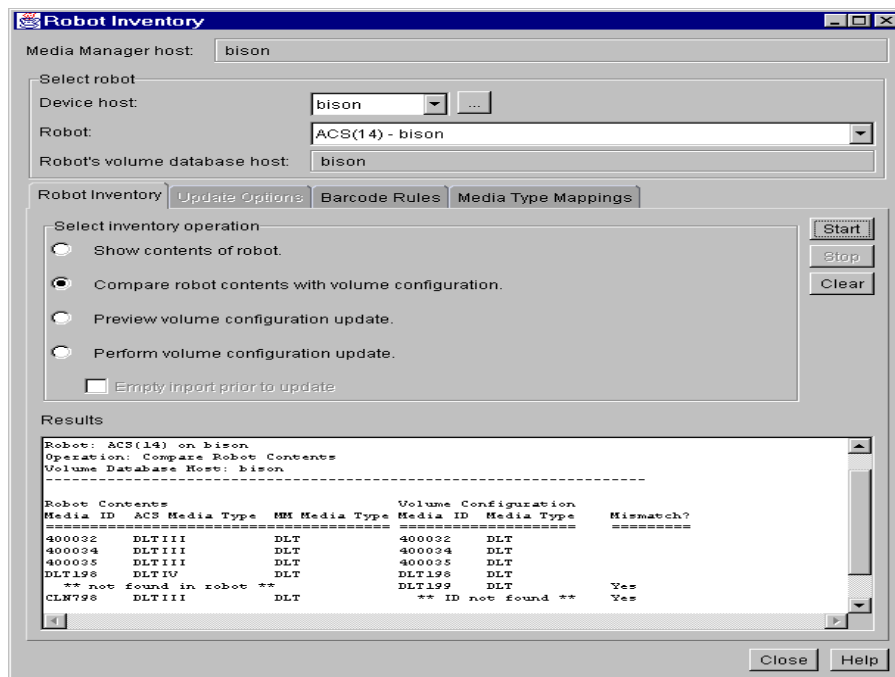 Robot Inventory
Media Manager host: bison
Select robot
Device host: bison ...
Robot: ACS(14) - bison
Robot's volume database host: bison
Robot Inventory Update Options Barcode Rules Media Type Mappings
Select inventory operation
Show contents of robot.
Compare robot contents with volume configuration.
Preview volume configuration update.
Perform volume configuration update.
Empty inport prior to update
Start
Stop
Clear
Results
Robot: ACS(14) on bison
Operation: Compare Robot Contents
Volume Database Host: bison
--------------------------------------------------------------------------
Robot Contents Volume Configuration
Media ID ACS Media Type MM Media Type Media ID Media Type Mismatch?
======== ============== ============= ======== ========== =========
400032 DLTIII DLT 400032 DLT
400034 DLTIII DLT 400034 DLT
400035 DLTIII DLT 400035 DLT
DLT198 DLTIV DLT DLT198 DLT
** not found in robot ** DLT199 DLT Yes
CLN798 DLTIII DLT ** ID not found ** Yes
Close Help